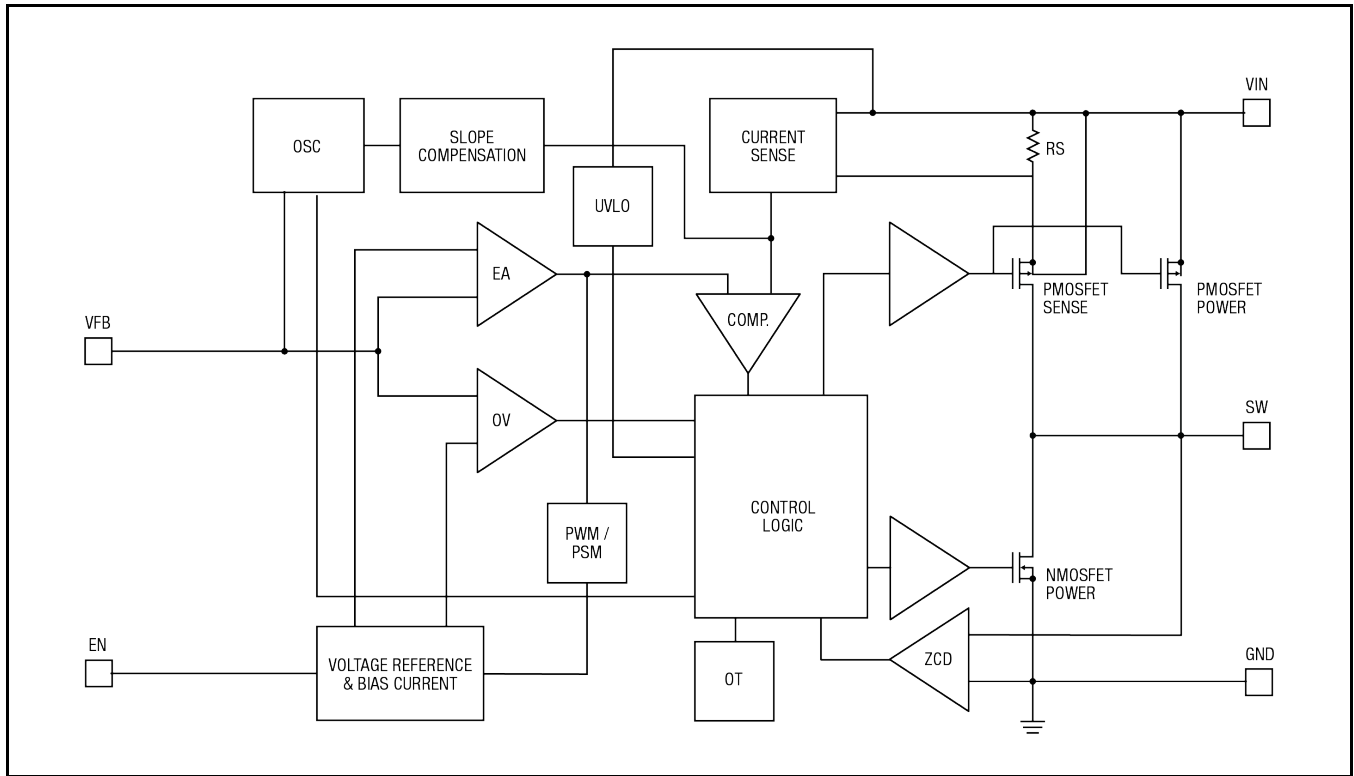 VIN
OSC
SLOPE
COMPENSATION
CURRENT
SENSE
RS
UVLO
EA
PMOSFET
SENSE
PMOSFET
POWER
COMP.
VFB
SW
OV
CONTROL
LOGIC
PWM /
PSM
NMOSFET
POWER
EN
VOLTAGE REFERENCE
& BIAS CURRENT
OT
ZCD
GND